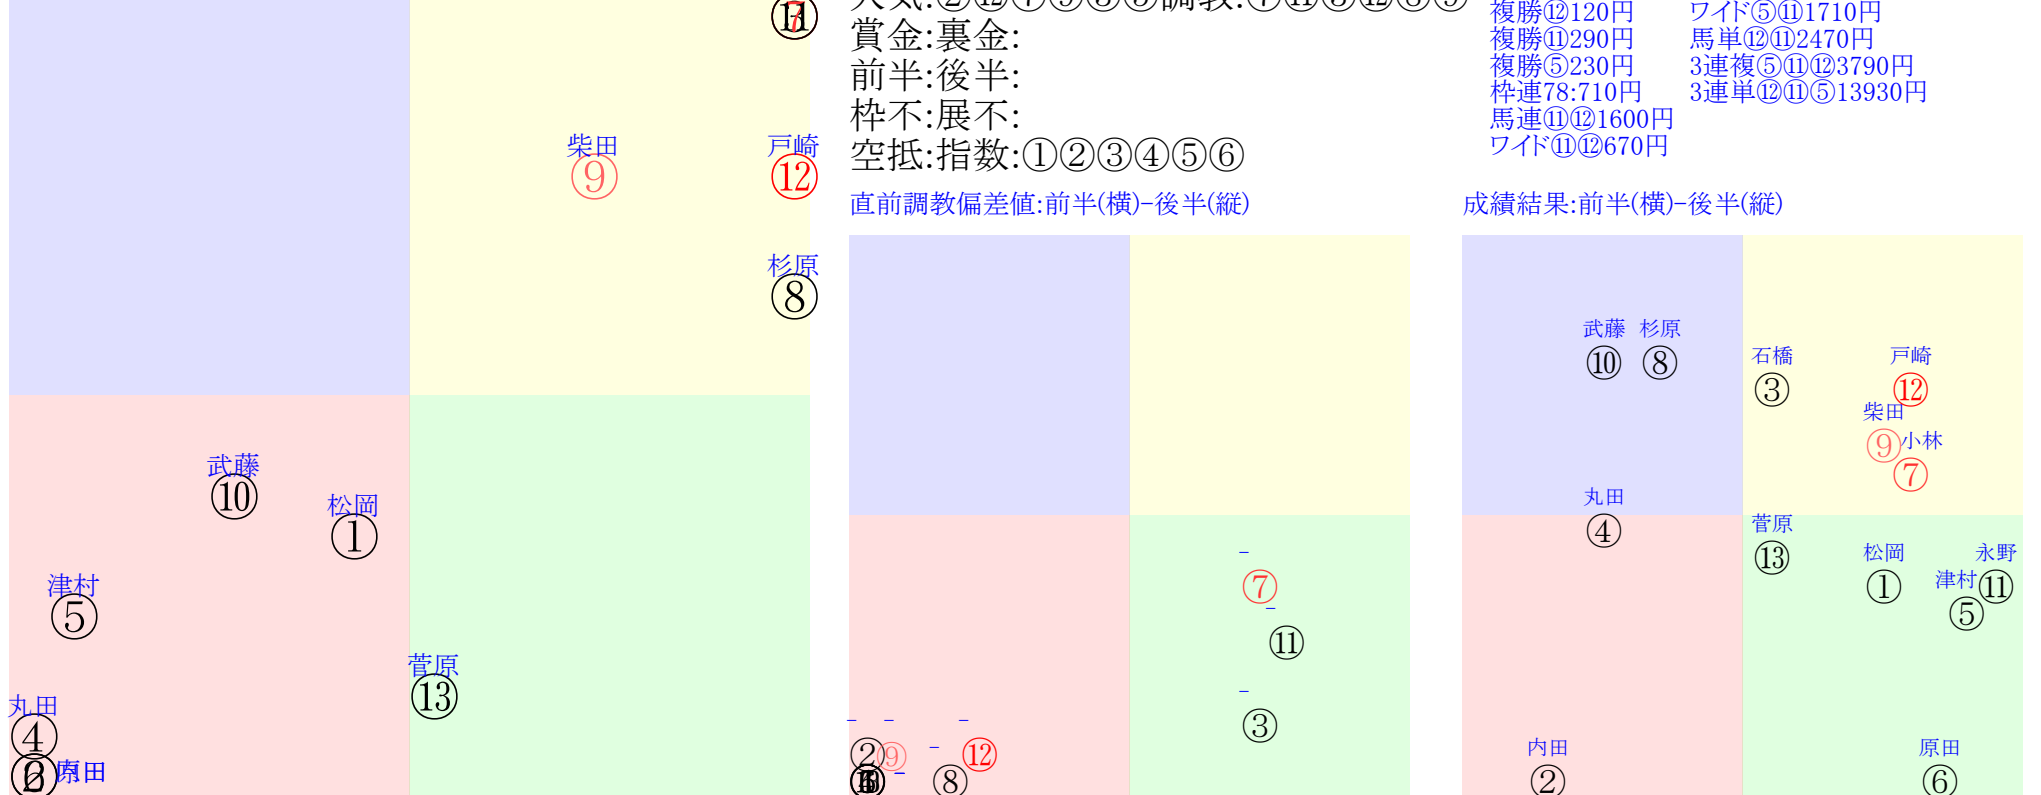 複勝⑫120円
複勝⑪290円
複勝⑤230円
枠連78:710円
馬連⑪⑫1600円
ワイド⑪⑫670円
ワイド⑤⑪1710円
馬単⑫⑪2470円
3連複⑤⑪⑫3790円
3連単⑫⑪⑤13930円
賞金:裏金:
前半:後半:
枠不:展不:
空抵:指数:①②③④⑤⑥
直前調教偏差値:前半(横)-後半(縦)
成績結果:前半(横)-後半(縦)
柴田
⑨
戸崎
⑫
杉原
⑧
武藤
⑩
松岡
①
津村
⑤
菅原
⑬
丸田
④
⑦
⑪
③
②
⑨
⑫
⑧
武藤
⑩
杉原
⑧
石橋
③
戸崎
⑫
柴田
⑨
小林
⑦
丸田
④
菅原
⑬
松岡
①
永野
⑪
津村
⑤
内田
②
原田
⑥